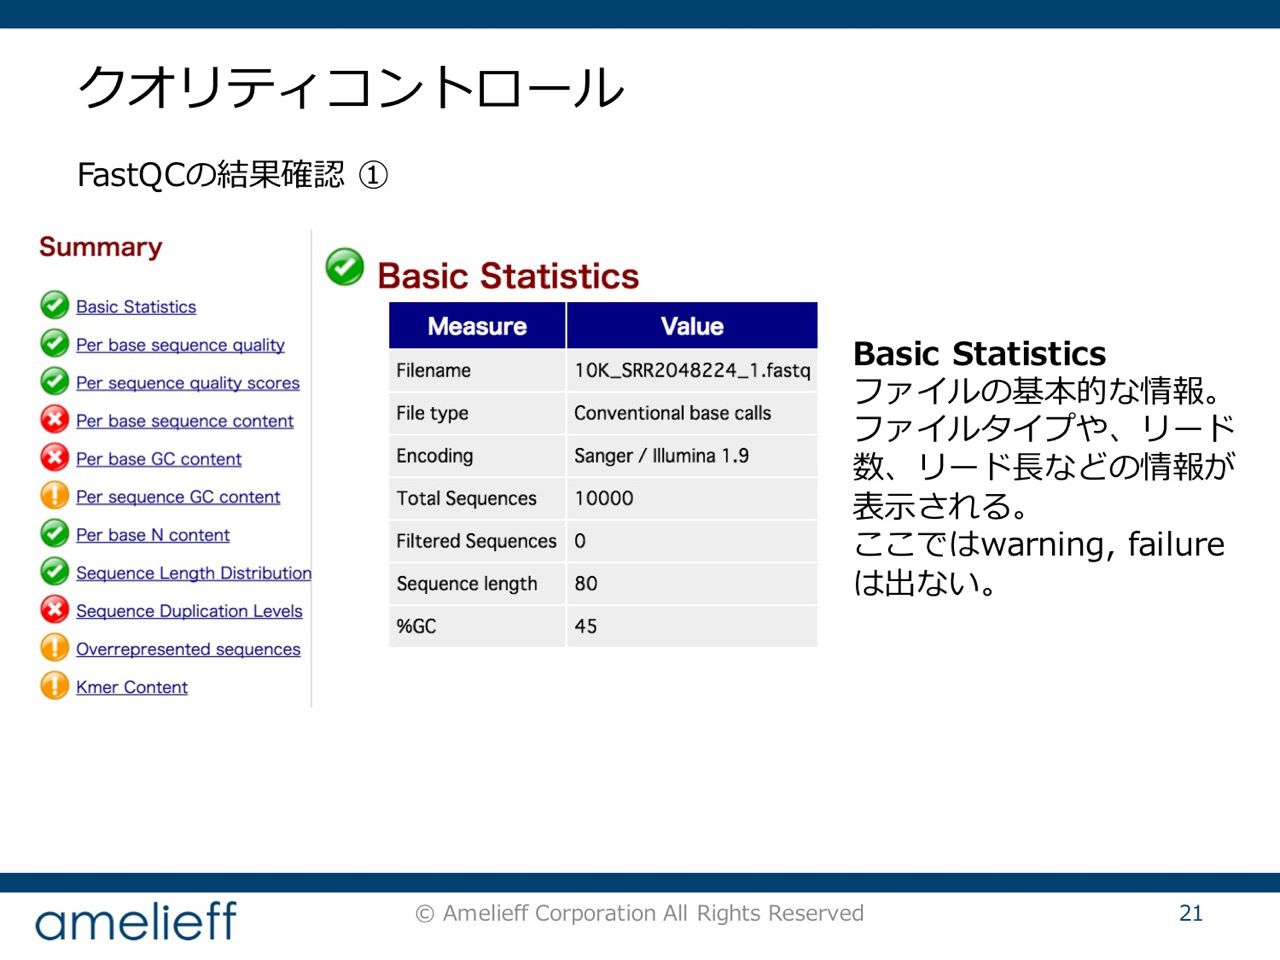 クオリティコントロール
FastQCの結果確認 ①
Summary
Basic Statistics
Per base sequence quality
Per sequence quality scores
Per base sequence content
Per base GC content
Per sequence GC content
Per base N content
Sequence Length Distribution
Sequence Duplication Levels
Overrepresented sequences
Kmer Content
Basic Statistics
Measure Value
Filename 10K_SRR2048224_1.fastq
File type Conventional base calls
Encoding Sanger / Illumina 1.9
Total Sequences 10000
Filtered Sequences 0
Sequence length 80
%GC 45
Basic Statistics
ファイルの基本的な情報。
ファイルタイプや、リード
数、リード長などの情報が
表示される。
ここではwarning, failure
は出ない。
amelieff
© Amelieff Corporation All Rights Reserved
21